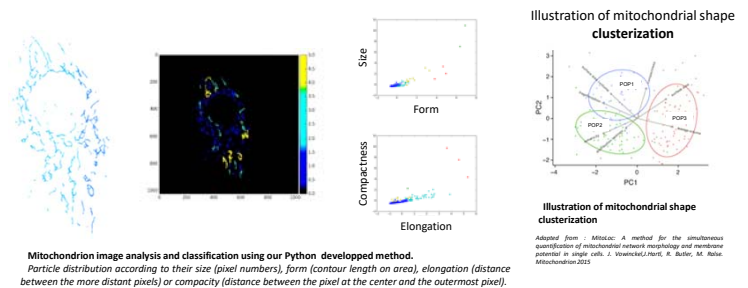 Illustration of mitochondrial shape
clusterization
Size
Form
Compactness
Elongation
POP1
POP2
POP3
PC2
PC1
Illustration of mitochondrial shape
clusterization
Adapted from : MitoLoc: A method for the simultaneous
quantification of mitochondrial network morphology and membrane
potential in single cells. J. Vowinckel,J.Hartl, R. Butler, M. Ralse.
Mitochondrion 2015
Mitochondrion image analysis and classification using our Python developped method.
Particle distribution according to their size (pixel numbers), form (contour length on area), elongation (distance
between the more distant pixels) or compacity (distance between the pixel at the center and the outermost pixel).